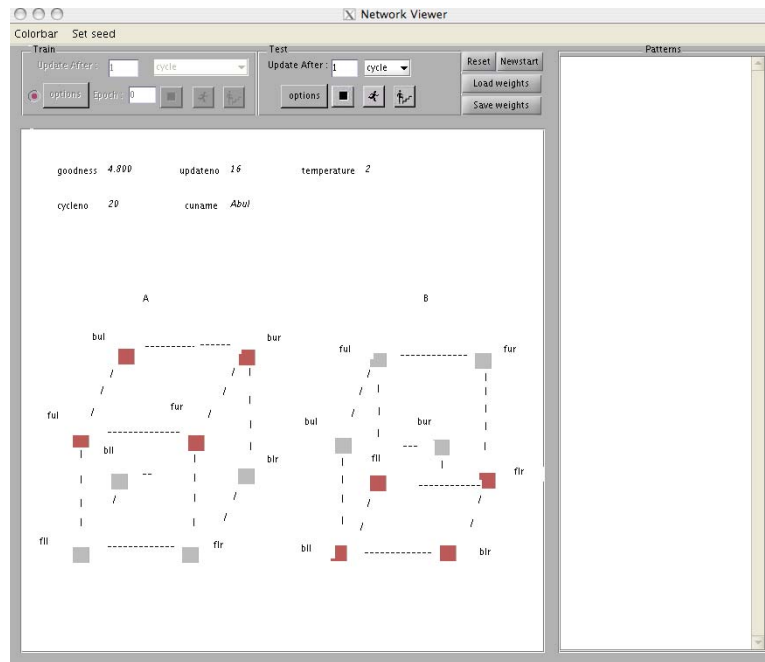 X Network Viewer
Colorbar Set seed
Train Test Patterns
Update After: 1 cycle Update After: 1 cycle Reset Newstart
options Epoch: 0 options Load weights
Save weights
goodness 4.800 updateno 16 temperature 2
cycleno 20 cuname Abul
A B
bul bur ful fur
ful fur bul bur
bll blr fll flr
fll flr bll blr